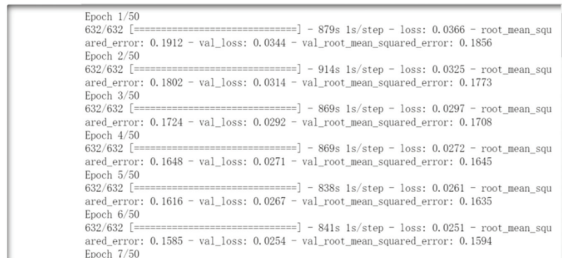 Epoch 1/50
632/632 [==============================] - 879s 1s/step - loss: 0.0366 - root_mean_squ
ared_error: 0.1912 - val_loss: 0.0344 - val_root_mean_squared_error: 0.1856
Epoch 2/50
632/632 [==============================] - 914s 1s/step - loss: 0.0325 - root_mean_squ
ared_error: 0.1802 - val_loss: 0.0314 - val_root_mean_squared_error: 0.1773
Epoch 3/50
632/632 [==============================] - 869s 1s/step - loss: 0.0297 - root_mean_squ
ared_error: 0.1724 - val_loss: 0.0292 - val_root_mean_squared_error: 0.1708
Epoch 4/50
632/632 [==============================] - 869s 1s/step - loss: 0.0272 - root_mean_squ
ared_error: 0.1648 - val_loss: 0.0271 - val_root_mean_squared_error: 0.1645
Epoch 5/50
632/632 [==============================] - 838s 1s/step - loss: 0.0261 - root_mean_squ
ared_error: 0.1616 - val_loss: 0.0267 - val_root_mean_squared_error: 0.1635
Epoch 6/50
632/632 [==============================] - 841s 1s/step - loss: 0.0251 - root_mean_squ
ared_error: 0.1585 - val_loss: 0.0254 - val_root_mean_squared_error: 0.1594
Epoch 7/50